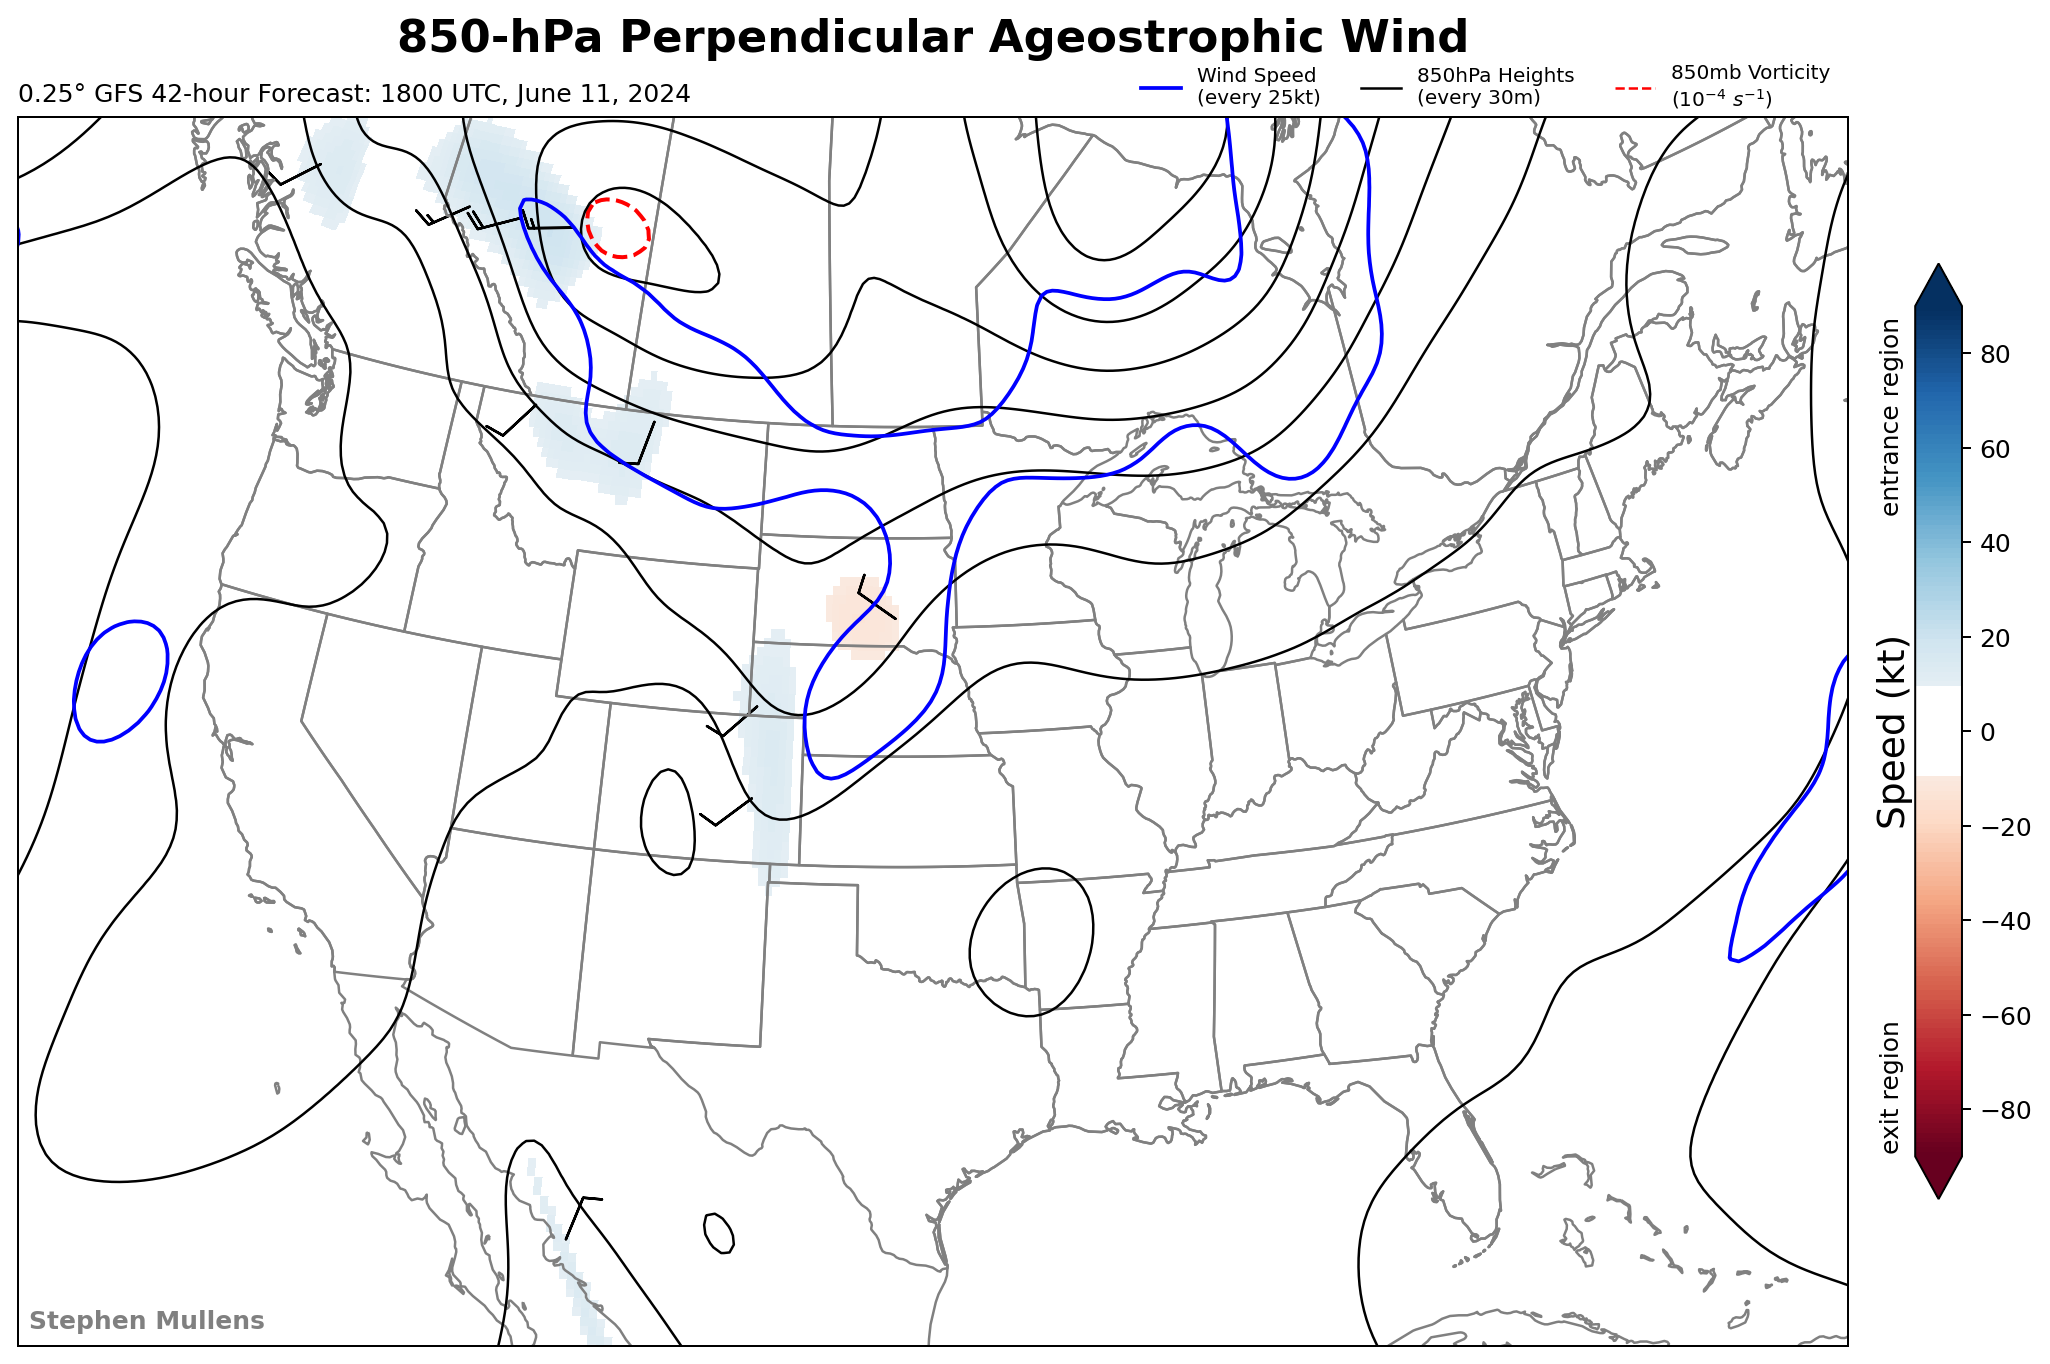 850-hPa Perpendicular Ageostrophic Wind
0.25° GFS 42-hour Forecast: 1800 UTC, June 11, 2024
Wind Speed
(every 25kt)
850hPa Heights
(every 30m)
850mb Vorticity
(10⁻⁴ s⁻¹)
entrance region
Speed (kt)
exit region
80
60
40
20
0
−20
−40
−60
−80
Stephen Mullens